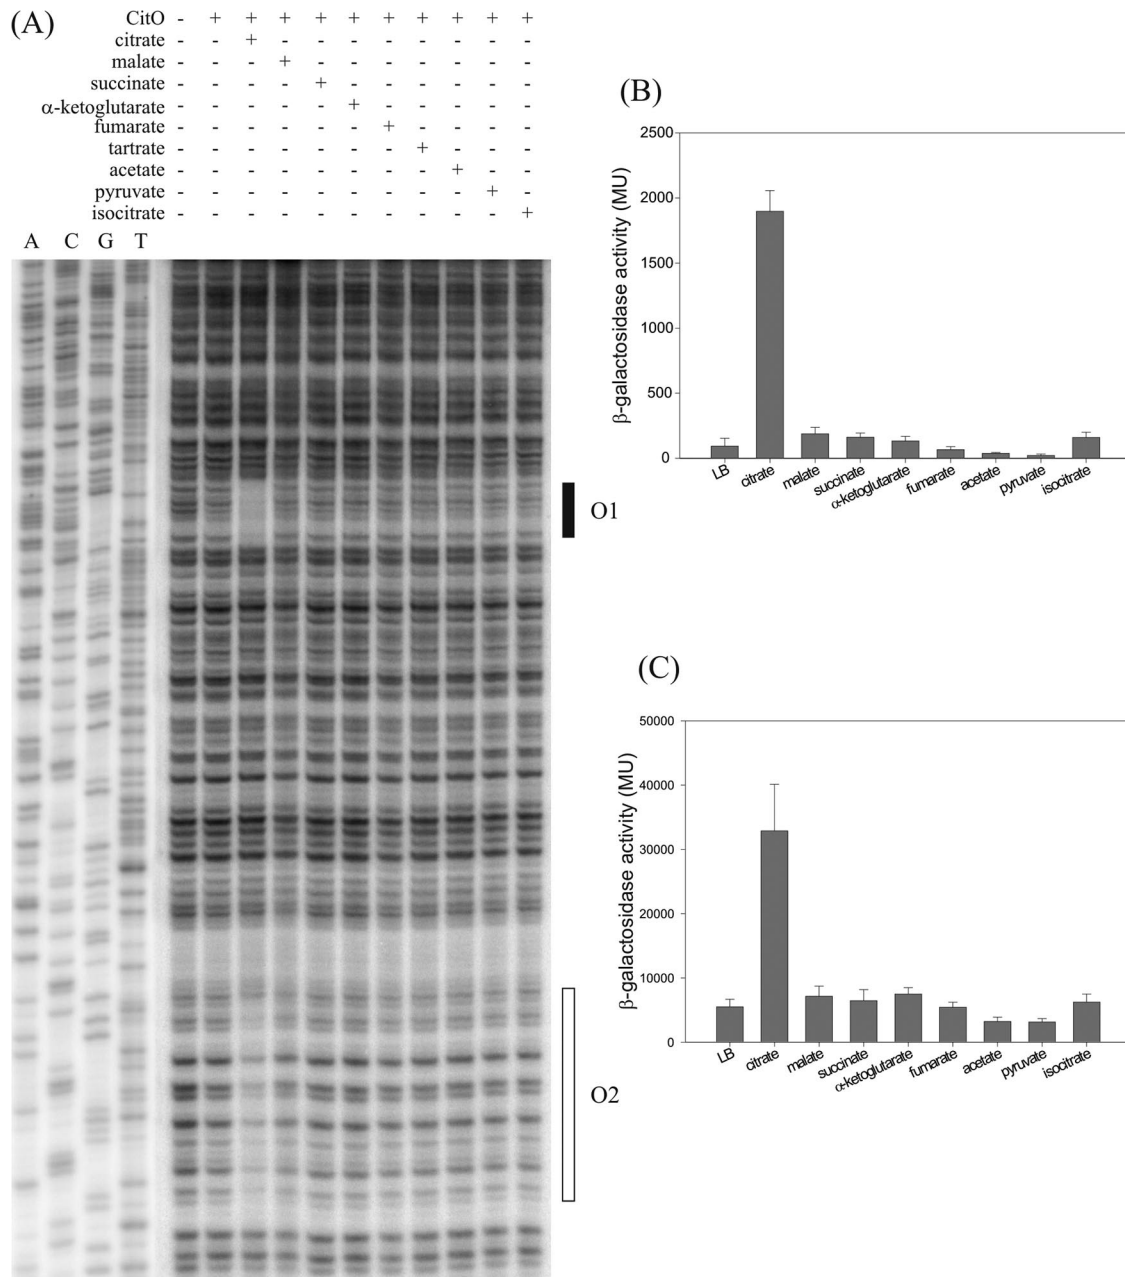 (A)
CitO - + + + + + + + + + +
citrate - - + - - - - - - - -
malate - - - + - - - - - - -
succinate - - - - + - - - - - -
α-ketoglutarate - - - - - + - - - - -
fumarate - - - - - - + - - - -
tartrate - - - - - - - + - - -
acetate - - - - - - - - + - -
pyruvate - - - - - - - - - + -
isocitrate - - - - - - - - - - +
A C G T
O1
O2
(B)
β-galactosidase activity (MU)
2500
2000
1500
1000
500
0
LB citrate malate succinate α-ketoglutarate fumarate acetate pyruvate isocitrate
(C)
β-galactosidase activity (MU)
50000
40000
30000
20000
10000
0
LB citrate malate succinate α-ketoglutarate fumarate acetate pyruvate isocitrate